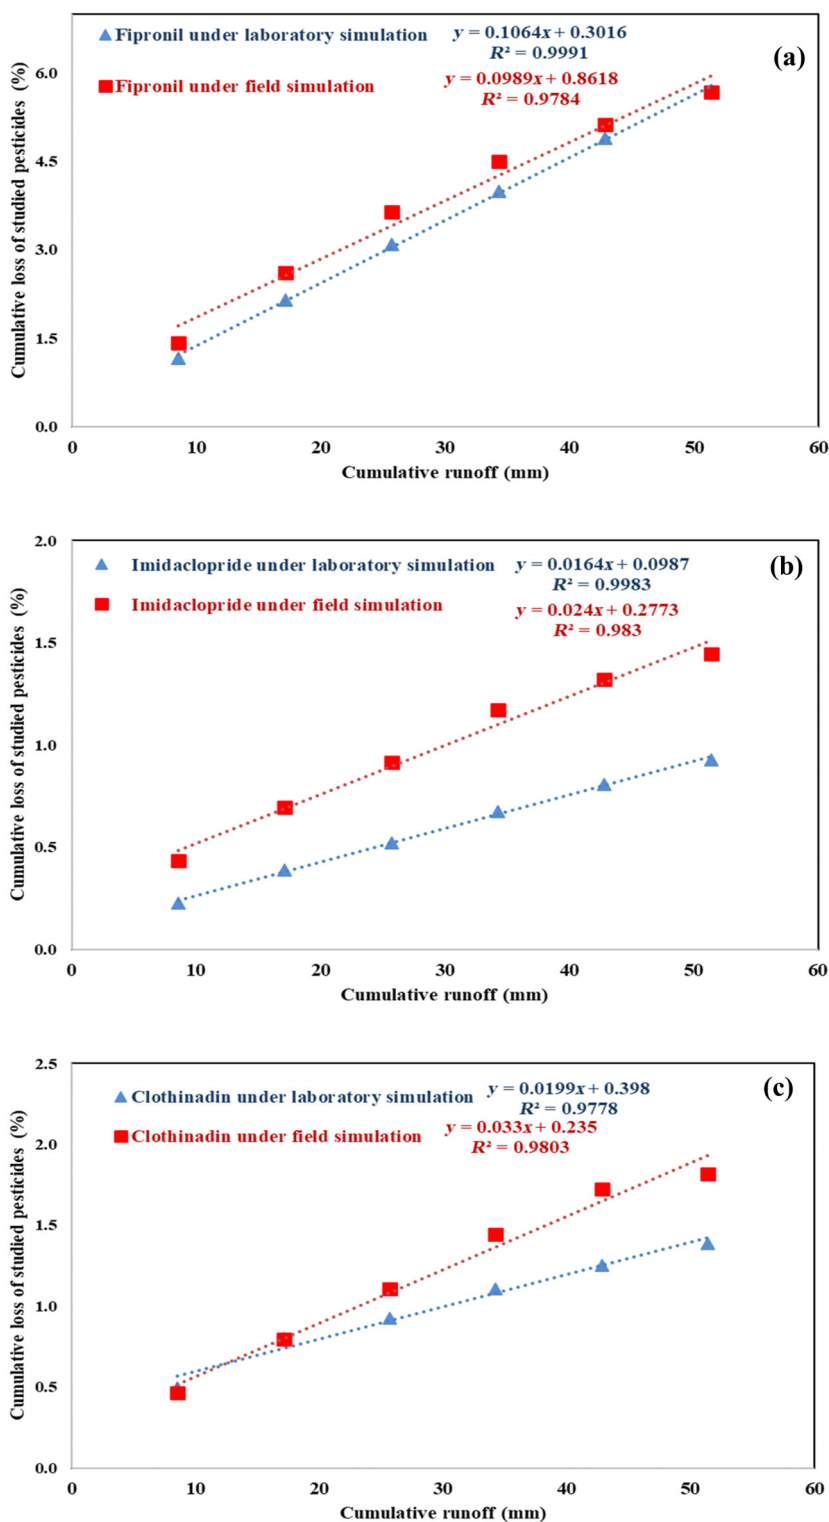 Fipronil under laboratory simulation
y = 0.1064x + 0.3016
R² = 0.9991
(a)
Fipronil under field simulation
y = 0.0989x + 0.8618
R² = 0.9784
Cumulative loss of studied pesticides (%)
6.0
4.5
3.0
1.5
0.0
0 10 20 30 40 50 60
Cumulative runoff (mm)
2.0
Imidaclopride under laboratory simulation
y = 0.0164x + 0.0987
R² = 0.9983
(b)
Imidaclopride under field simulation
y = 0.024x + 0.2773
R² = 0.983
Cumulative loss of studied pesticides (%)
1.5
1.0
0.5
0.0
0 10 20 30 40 50 60
Cumulative runoff (mm)
2.5
Clothinadin under laboratory simulation
y = 0.0199x + 0.398
R² = 0.9778
(c)
Clothinadin under field simulation
y = 0.033x + 0.235
R² = 0.9803
Cumulative loss of studied pesticides (%)
2.0
1.5
1.0
0.5
0.0
0 10 20 30 40 50 60
Cumulative runoff (mm)